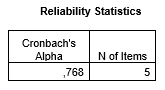 Reliability Statistics
Cronbach's
Alpha N of Items
,768 5